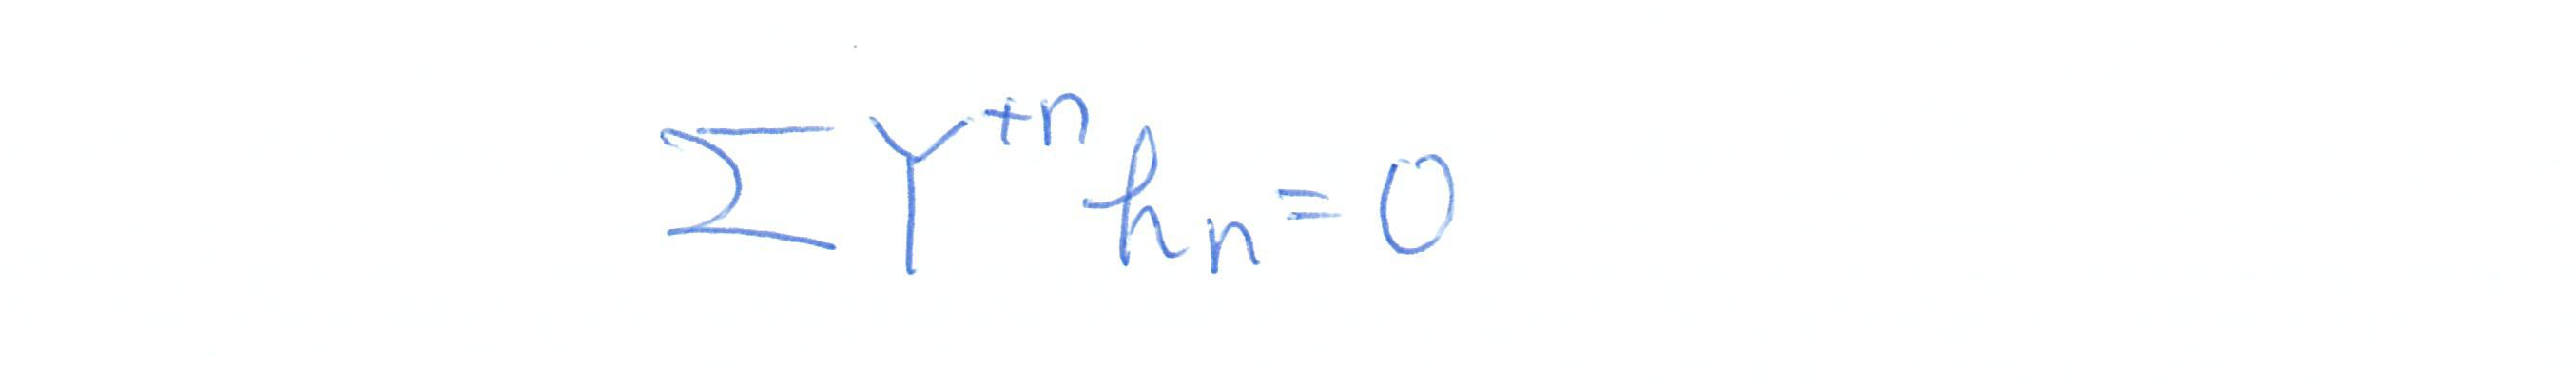 ∑ Y^{+n} h_n = 0